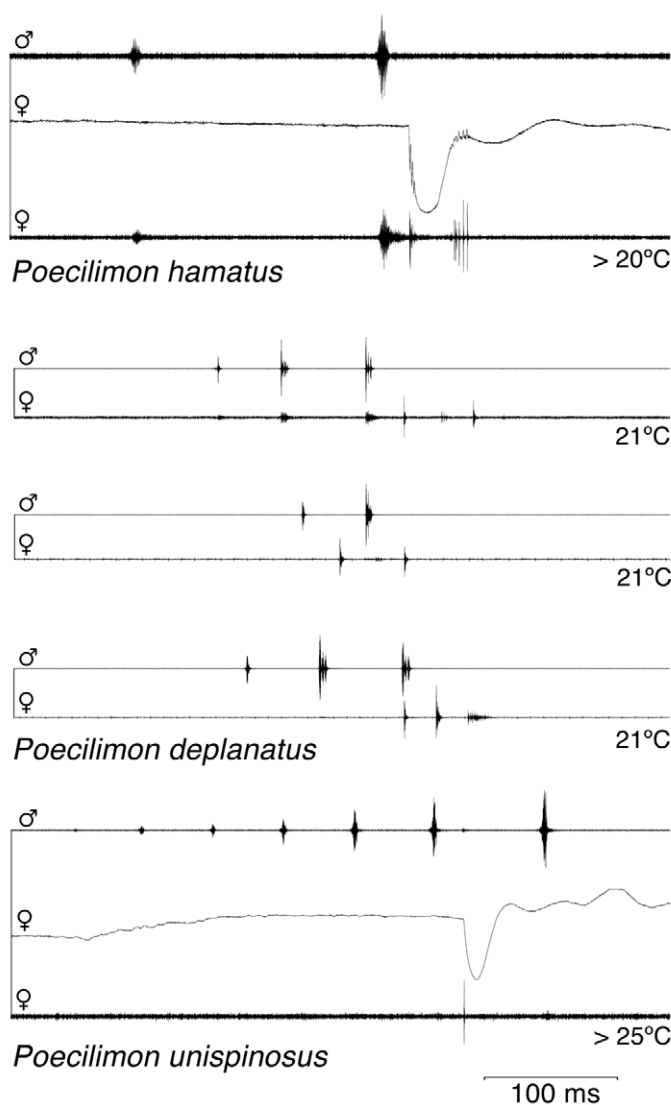 ♂
♀
♀
Poecilimon hamatus
> 20°C
♂
♀
21°C
♂
♀
21°C
♂
♀
21°C
Poecilimon deplanatus
♂
♀
♀
> 25°C
Poecilimon unispinosus
100 ms